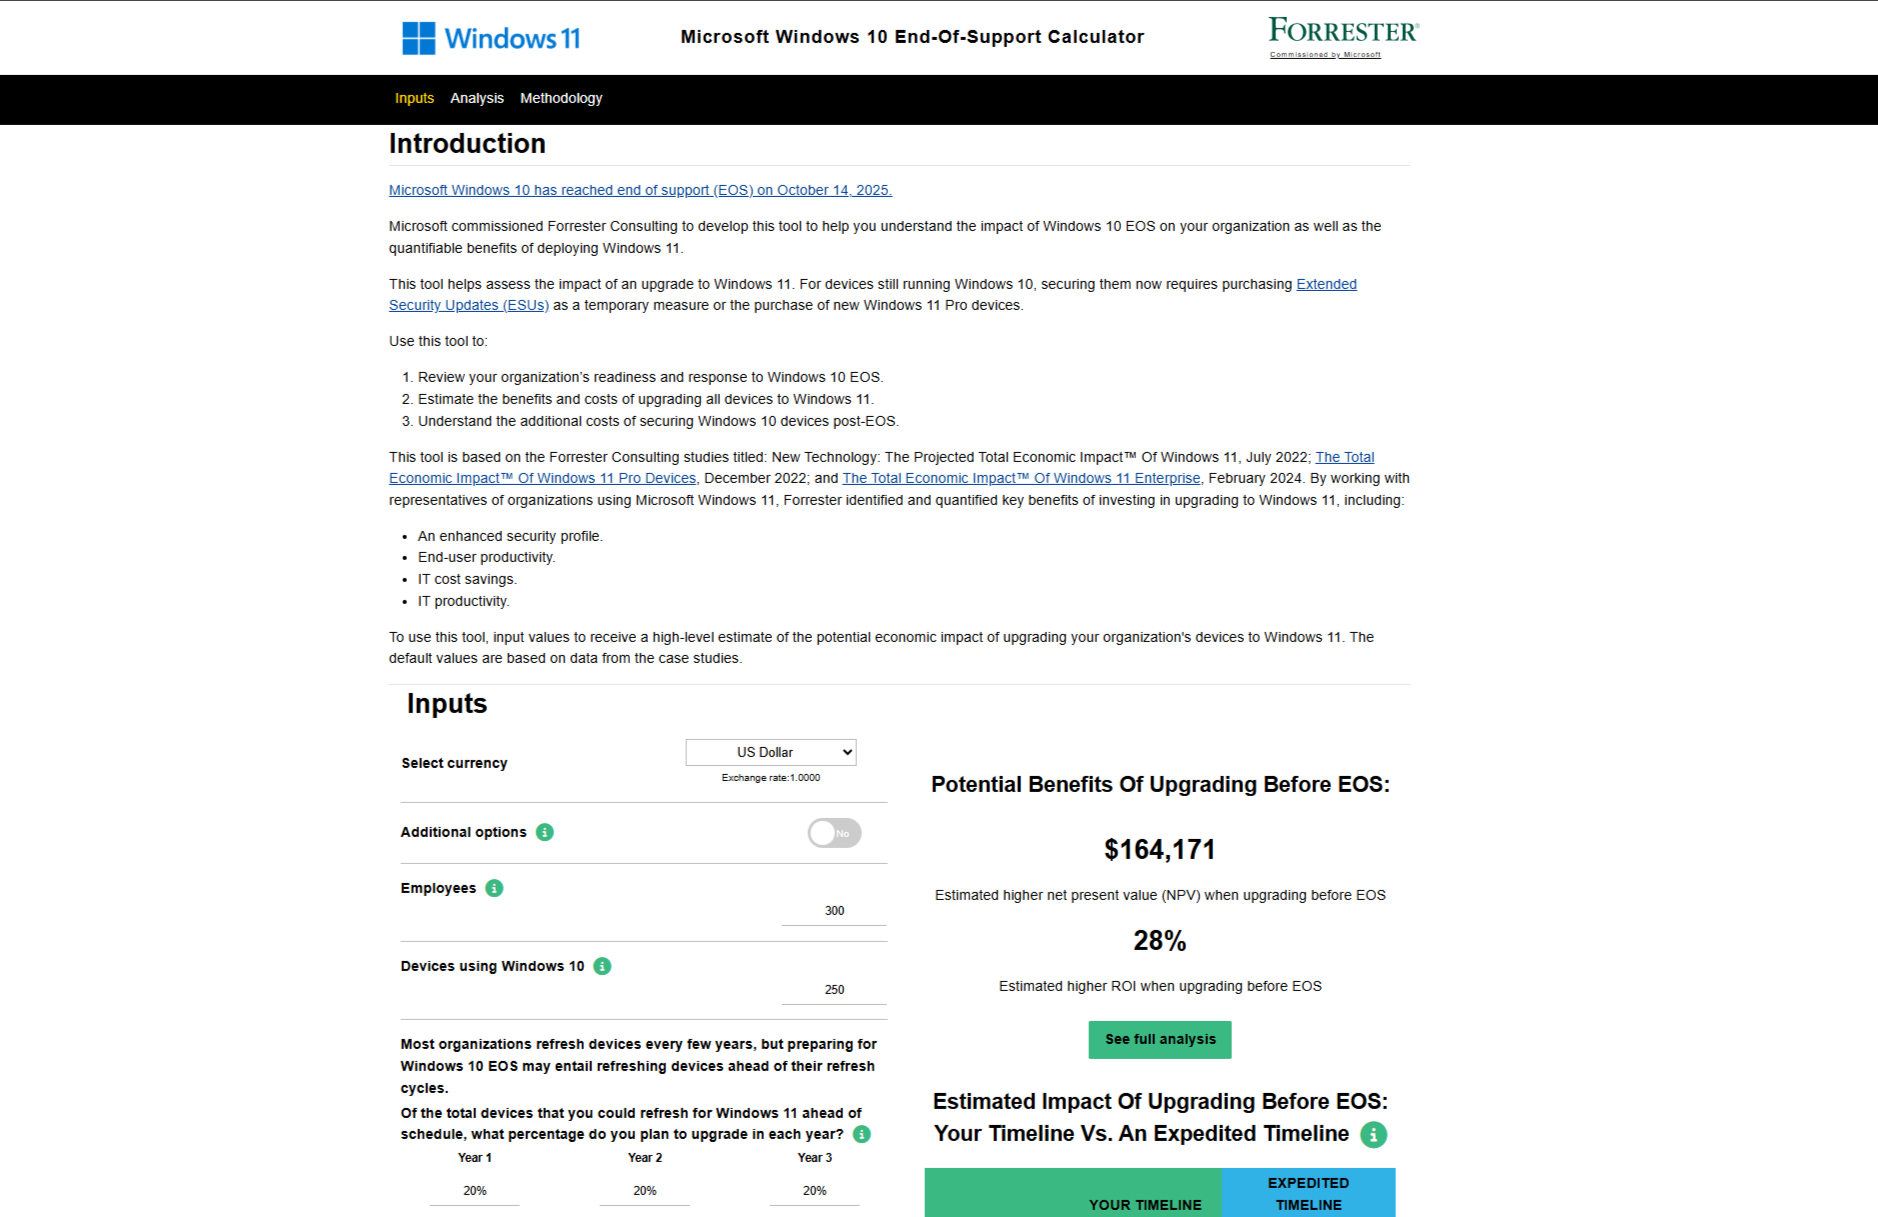 Windows 11
Microsoft Windows 10 End-Of-Support Calculator
FORRESTER®
Commissioned by Microsoft
Inputs Analysis Methodology
Introduction
Microsoft Windows 10 has reached end of support (EOS) on October 14, 2025.
Microsoft commissioned Forrester Consulting to develop this tool to help you understand the impact of Windows 10 EOS on your organization as well as the
quantifiable benefits of deploying Windows 11.
This tool helps assess the impact of an upgrade to Windows 11. For devices still running Windows 10, securing them now requires purchasing Extended
Security Updates (ESUs) as a temporary measure or the purchase of new Windows 11 Pro devices.
Use this tool to:
1. Review your organization’s readiness and response to Windows 10 EOS.
2. Estimate the benefits and costs of upgrading all devices to Windows 11.
3. Understand the additional costs of securing Windows 10 devices post-EOS.
This tool is based on the Forrester Consulting studies titled: New Technology: The Projected Total Economic Impact™ Of Windows 11, July 2022; The Total
Economic Impact™ Of Windows 11 Pro Devices, December 2022; and The Total Economic Impact™ Of Windows 11 Enterprise, February 2024. By working with
representatives of organizations using Microsoft Windows 11, Forrester identified and quantified key benefits of investing in upgrading to Windows 11, including:
• An enhanced security profile.
• End-user productivity.
• IT cost savings.
• IT productivity.
To use this tool, input values to receive a high-level estimate of the potential economic impact of upgrading your organization's devices to Windows 11. The
default values are based on data from the case studies.
Inputs
Select currency
US Dollar
Exchange rate:1.0000
Additional options
No
Employees
300
Devices using Windows 10
250
Most organizations refresh devices every few years, but preparing for
Windows 10 EOS may entail refreshing devices ahead of their refresh
cycles.
Of the total devices that you could refresh for Windows 11 ahead of
schedule, what percentage do you plan to upgrade in each year?
Year 1 Year 2 Year 3
20% 20% 20%
Potential Benefits Of Upgrading Before EOS:
$164,171
Estimated higher net present value (NPV) when upgrading before EOS
28%
Estimated higher ROI when upgrading before EOS
See full analysis
Estimated Impact Of Upgrading Before EOS:
Your Timeline Vs. An Expedited Timeline
YOUR TIMELINE
EXPEDITED
TIMELINE